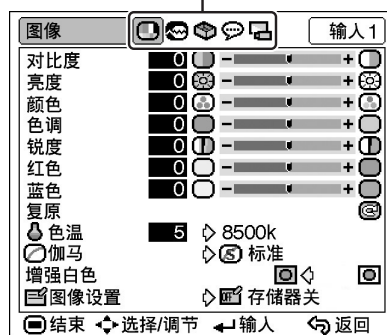 图像 输入1
对比度 0 - +
亮度 0 - +
颜色 0 - +
色调 0 - +
锐度 0 - +
红色 0 - +
蓝色 0 - +
复原
色温 5 8500k
伽马 S 标准
增强白色
图像设置 存储器关
结束 选择/调节 输入 返回